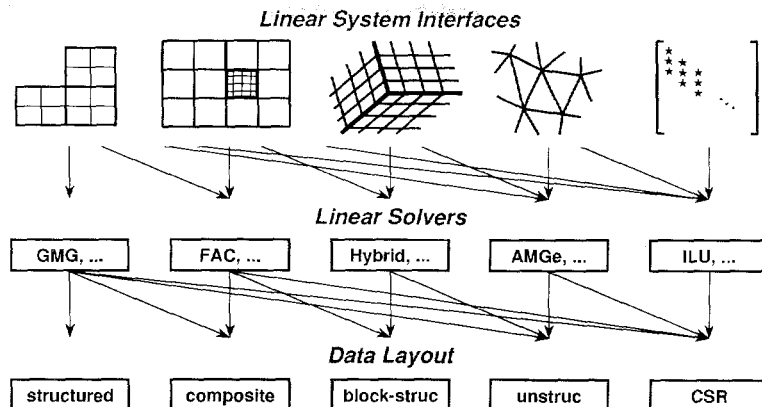 Linear System Interfaces
Linear Solvers
GMG, ...
FAC, ...
Hybrid, ...
AMGe, ...
ILU, ...
Data Layout
structured
composite
block-struc
unstruc
CSR